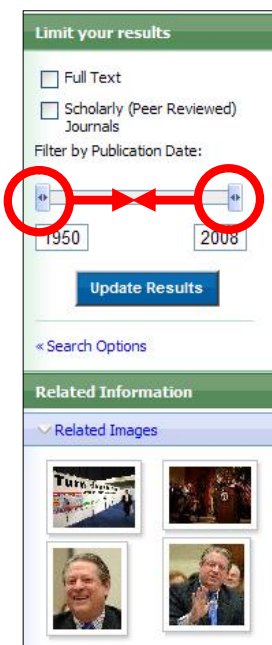 Limit your results
Full Text
Scholarly (Peer Reviewed)
Journals
Filter by Publication Date:
1950 2008
Update Results
« Search Options
Related Information
Related Images
Turn